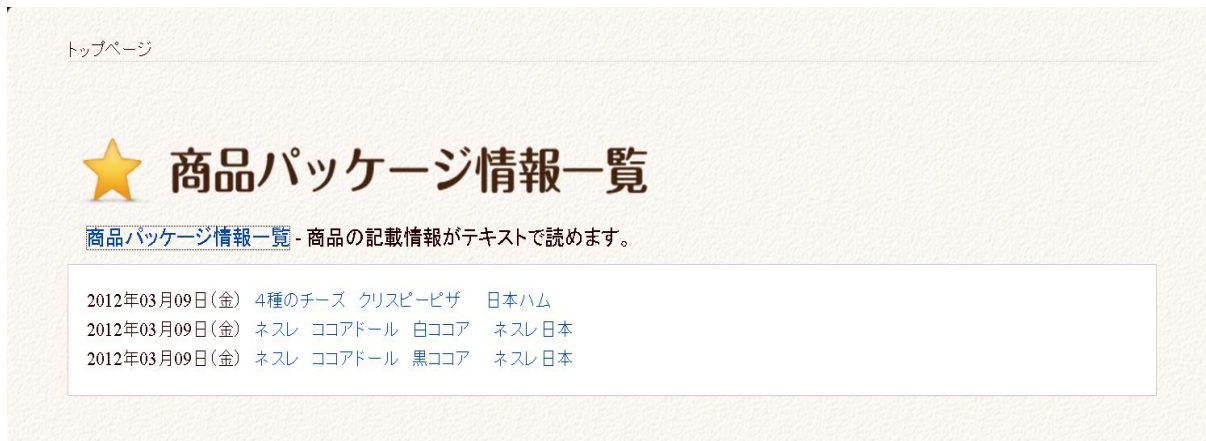 トップページ
商品パッケージ情報一覧
商品パッケージ情報一覧 - 商品の記載情報がテキストで読めます。
2012年03月09日(金) 4種のチーズ クリスピーピザ 日本ハム
2012年03月09日(金) ネスレ ココアドール 白ココア ネスレ日本
2012年03月09日(金) ネスレ ココアドール 黒ココア ネスレ日本